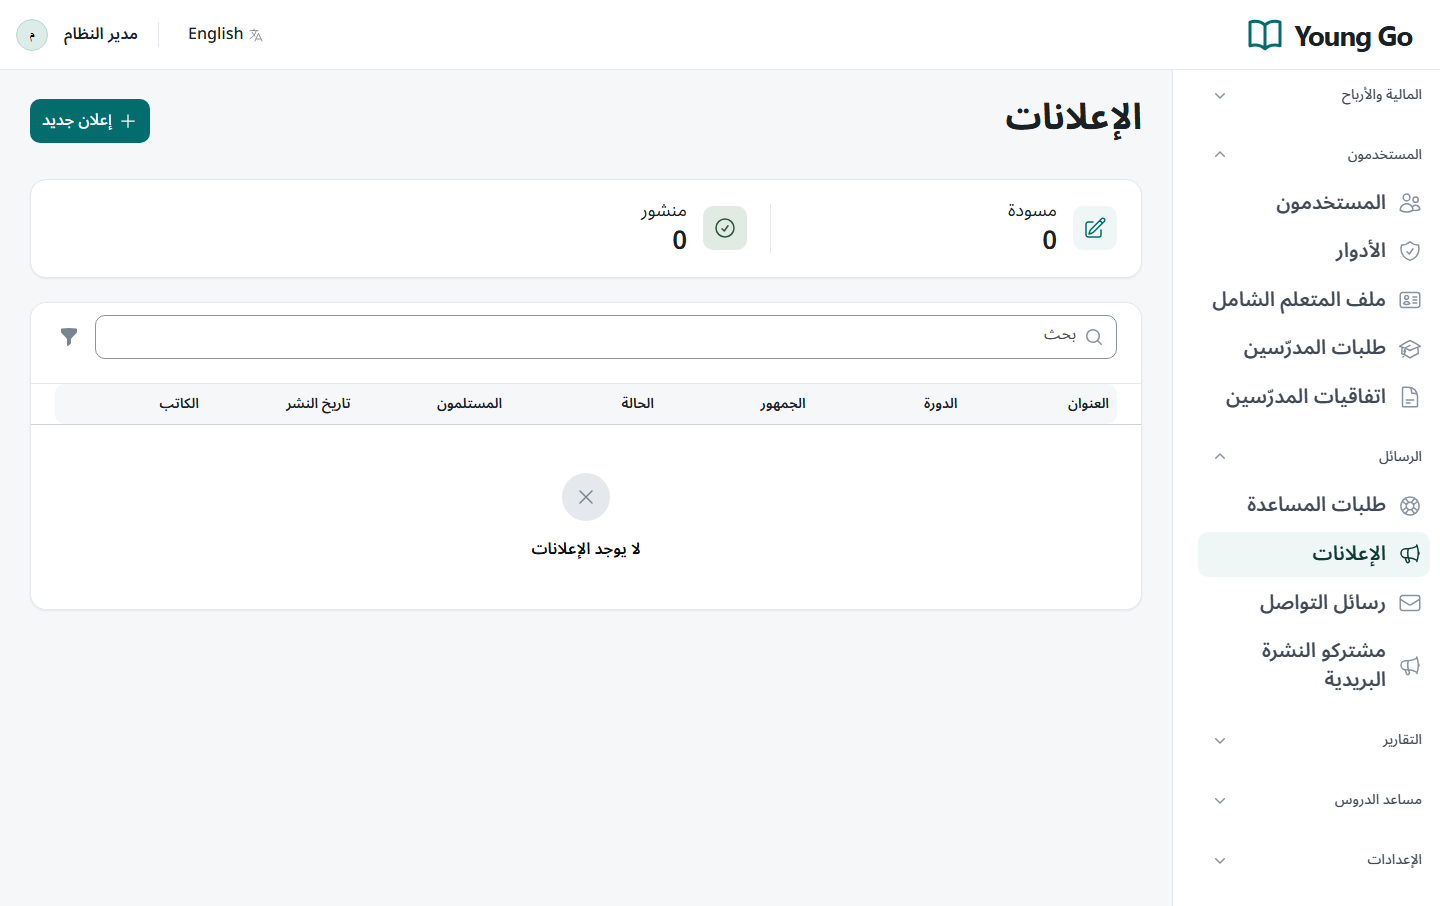 Young Go
English
مدير النظام
م
المالية والأرباح
المستخدمون
المستخدمون
الأدوار
ملف المتعلم الشامل
طلبات المدرّسين
اتفاقيات المدرّسين
الرسائل
طلبات المساعدة
الإعلانات
رسائل التواصل
مشتركو النشرة
البريدية
التقارير
مساعد الدروس
الإعدادات
الإعلانات
إعلان جديد
مسودة
0
منشور
0
بحث
العنوان الدورة الجمهور الحالة المستلمون تاريخ النشر الكاتب
لا يوجد الإعلانات